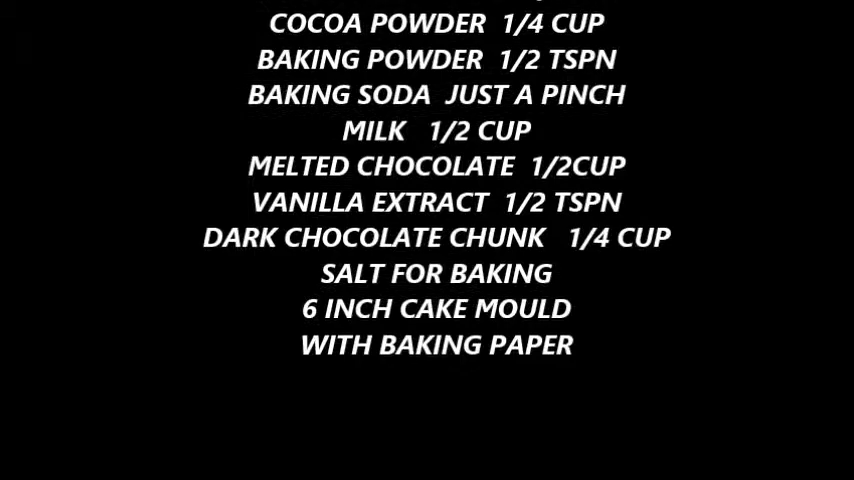 COCOA POWDER 1/4 CUP
BAKING POWDER 1/2 TSPN
BAKING SODA JUST A PINCH
MILK 1/2 CUP
MELTED CHOCOLATE 1/2CUP
VANILLA EXTRACT 1/2 TSPN
DARK CHOCOLATE CHUNK 1/4 CUP
SALT FOR BAKING
6 INCH CAKE MOULD
WITH BAKING PAPER